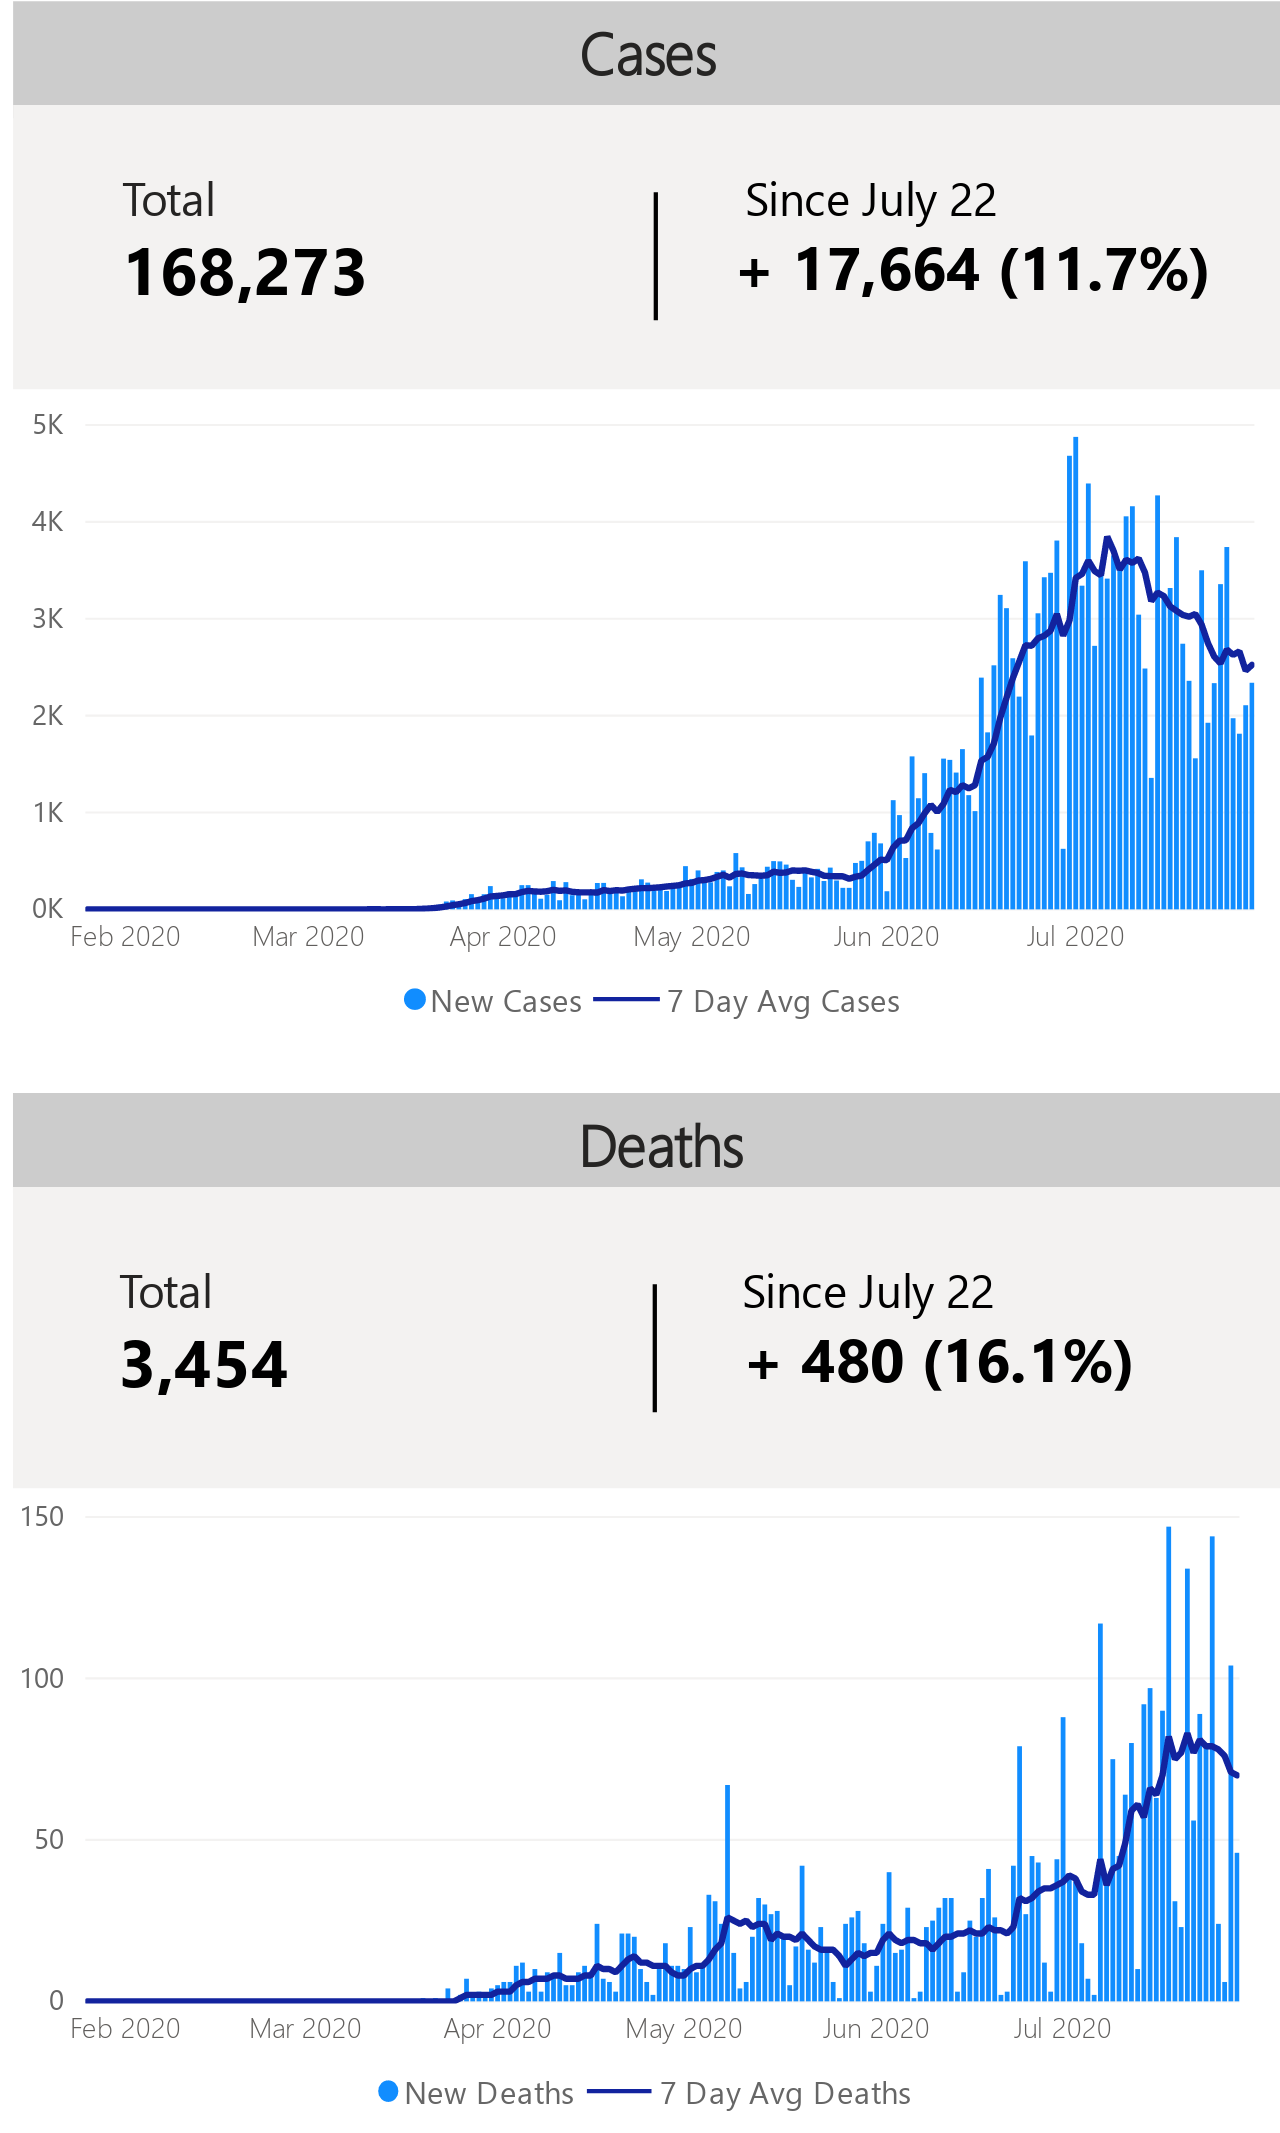 Cases
Total
Since July 22
168,273
+ 17,664 (11.7%)
5K
4K
3K
2K
1K
0K
Feb 2020 Mar 2020 Apr 2020 May 2020 Jun 2020 Jul 2020
New Cases 7 Day Avg Cases
Deaths
Total
Since July 22
3,454
+ 480 (16.1%)
150
100
50
0
Feb 2020 Mar 2020 Apr 2020 May 2020 Jun 2020 Jul 2020
New Deaths 7 Day Avg Deaths